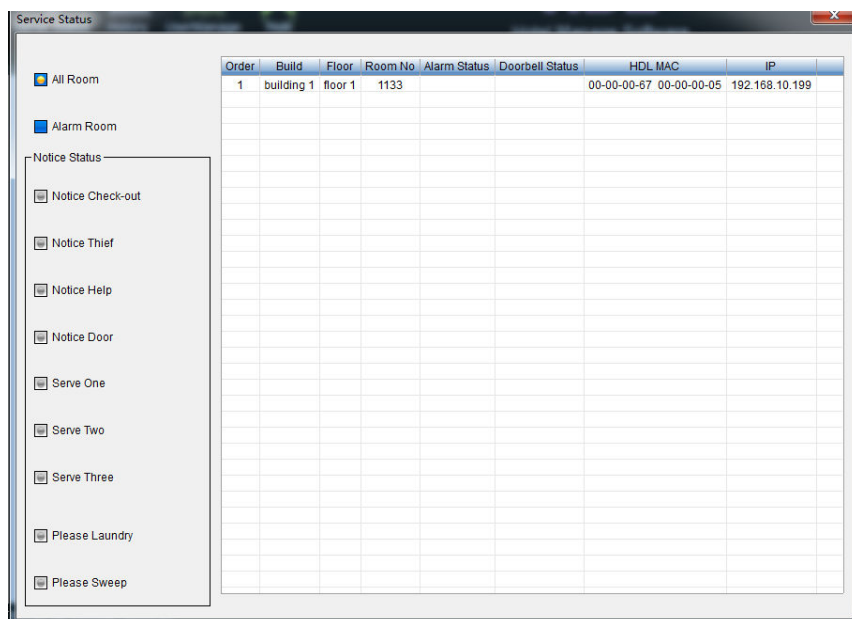 Service Status
All Room
Alarm Room
Notice Status
Notice Check-out
Notice Thief
Notice Help
Notice Door
Serve One
Serve Two
Serve Three
Please Laundry
Please Sweep
Order Build Floor Room No Alarm Status Doorbell Status HDL MAC IP
1 building 1 floor 1 1133 00-00-00-67 00-00-00-05 192.168.10.199